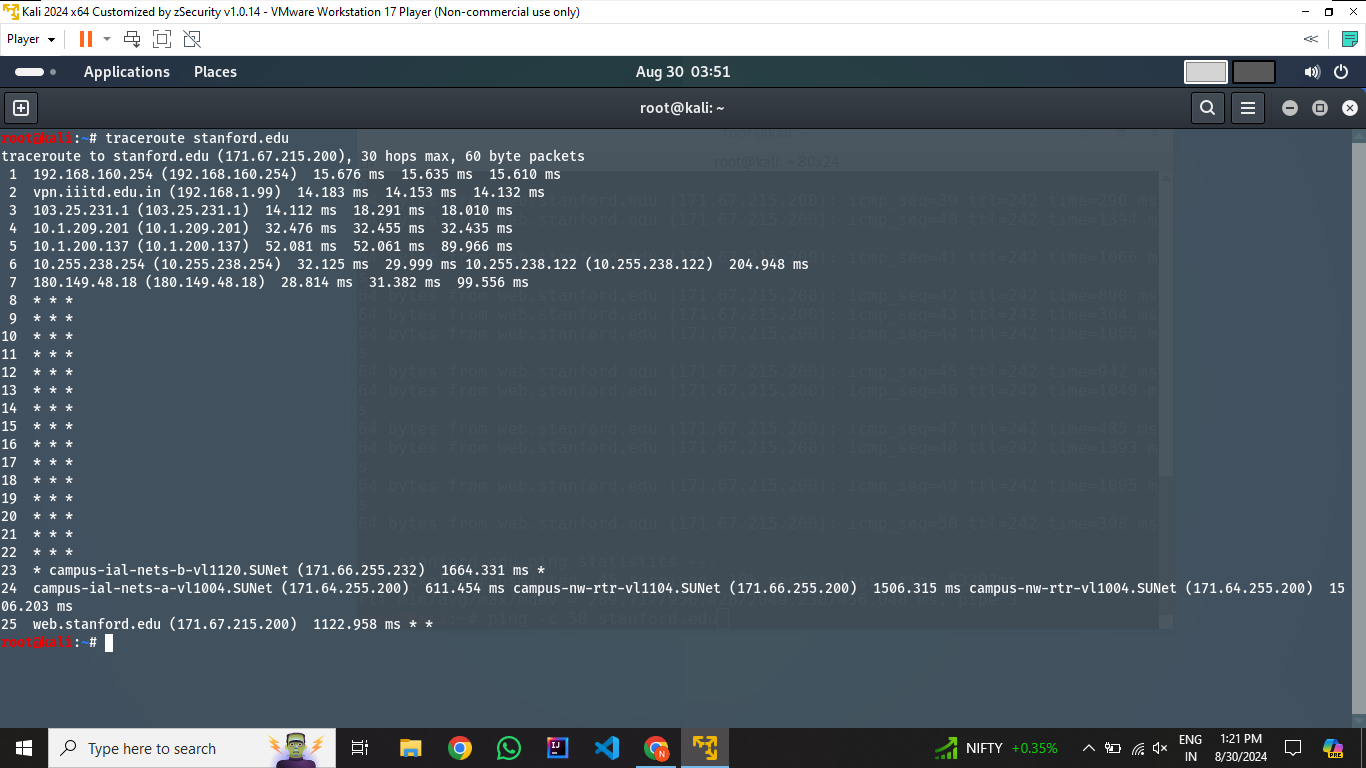 Kali 2024 x64 Customized by zSecurity v1.0.14 - VMware Workstation 17 Player (Non-commercial use only)
Player
Applications Places Aug 30 03:51
root@kali: ~
root@kali:~# traceroute stanford.edu
traceroute to stanford.edu (171.67.215.200), 30 hops max, 60 byte packets
1 192.168.160.254 (192.168.160.254) 15.676 ms 15.635 ms 15.610 ms
2 vpn.iiitd.edu.in (192.168.1.99) 14.183 ms 14.153 ms 14.132 ms
3 103.25.231.1 (103.25.231.1) 14.112 ms 18.291 ms 18.010 ms
4 10.1.209.201 (10.1.209.201) 32.476 ms 32.455 ms 32.435 ms
5 10.1.200.137 (10.1.200.137) 52.081 ms 52.061 ms 89.966 ms
6 10.255.238.254 (10.255.238.254) 32.125 ms 29.999 ms 10.255.238.122 (10.255.238.122) 204.948 ms
7 180.149.48.18 (180.149.48.18) 28.814 ms 31.382 ms 99.556 ms
8 * * *
9 * * *
10 * * *
11 * * *
12 * * *
13 * * *
14 * * *
15 * * *
16 * * *
17 * * *
18 * * *
19 * * *
20 * * *
21 * * *
22 * * *
23 * campus-ial-nets-b-vl1120.SUNet (171.66.255.232) 1664.331 ms *
24 campus-ial-nets-a-vl1004.SUNet (171.64.255.200) 611.454 ms campus-nw-rtr-vl1104.SUNet (171.66.255.200) 1506.315 ms campus-nw-rtr-vl1004.SUNet (171.64.255.200) 15
06.203 ms
25 web.stanford.edu (171.67.215.200) 1122.958 ms * *
root@kali:~#
root@kali: ~ 80x24
ping -c 50 stanford.edu
Type here to search
NIFTY +0.35%
ENG
IN
1:21 PM
8/30/2024